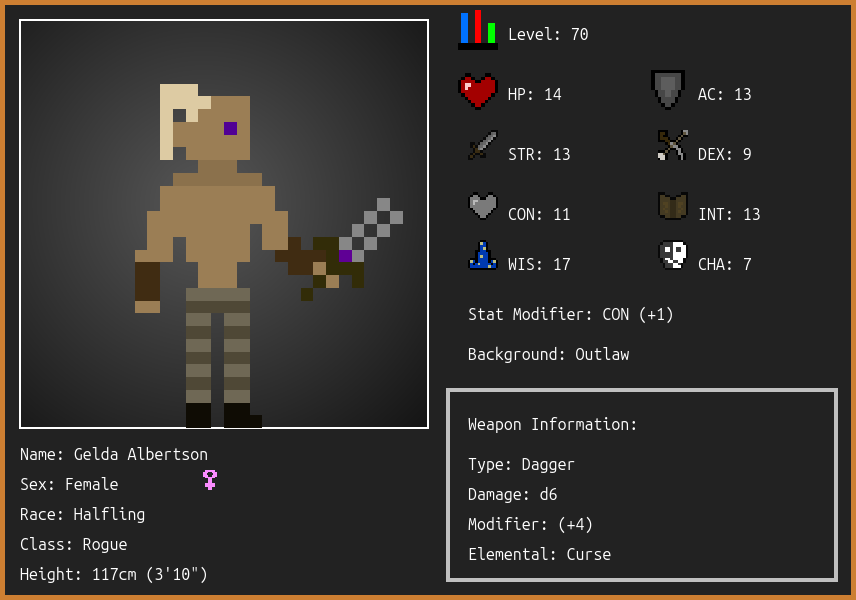 Level: 70
HP: 14
AC: 13
STR: 13
DEX: 9
CON: 11
INT: 13
WIS: 17
CHA: 7
Stat Modifier: CON (+1)
Background: Outlaw
Weapon Information:
Type: Dagger
Damage: d6
Modifier: (+4)
Elemental: Curse
Name: Gelda Albertson
Sex: Female
Race: Halfling
Class: Rogue
Height: 117cm (3'10")